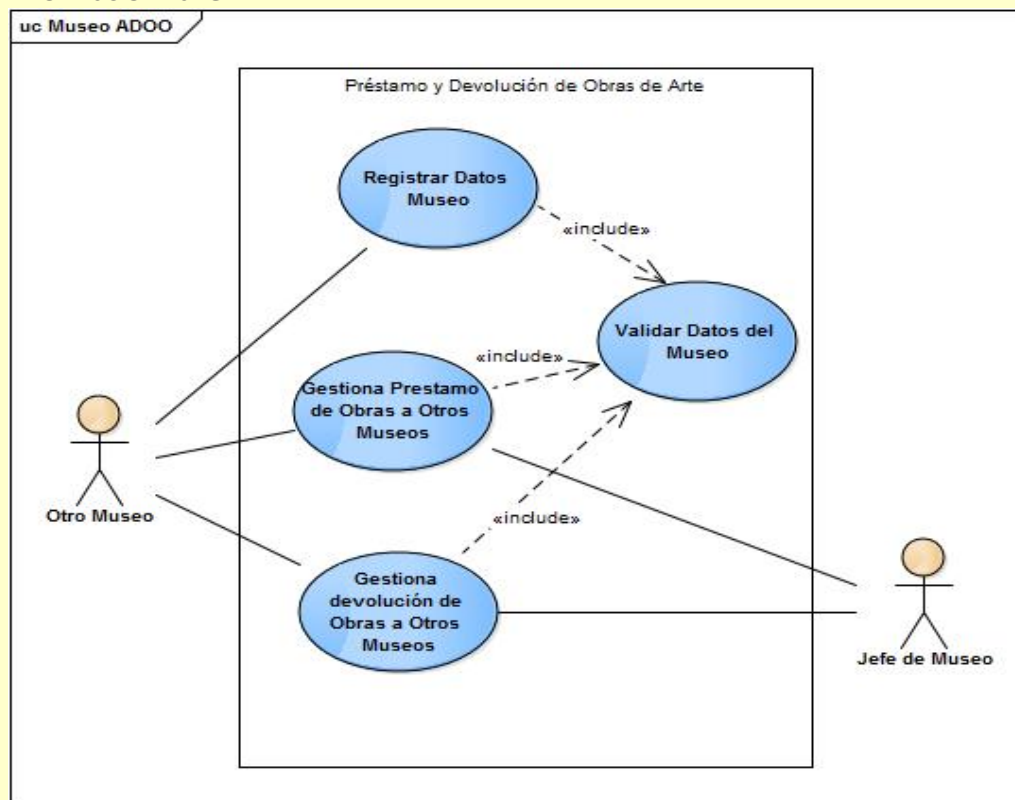 uc Museo ADOO
Préstamo y Devolución de Obras de Arte
Registrar Datos
Museo
«include»
Validar Datos del
Museo
«include»
Gestiona Prestamo
de Obras a Otros
Museos
Otro Museo
«include»
Gestiona
devolución de
Obras a Otros
Museos
Jefe de Museo